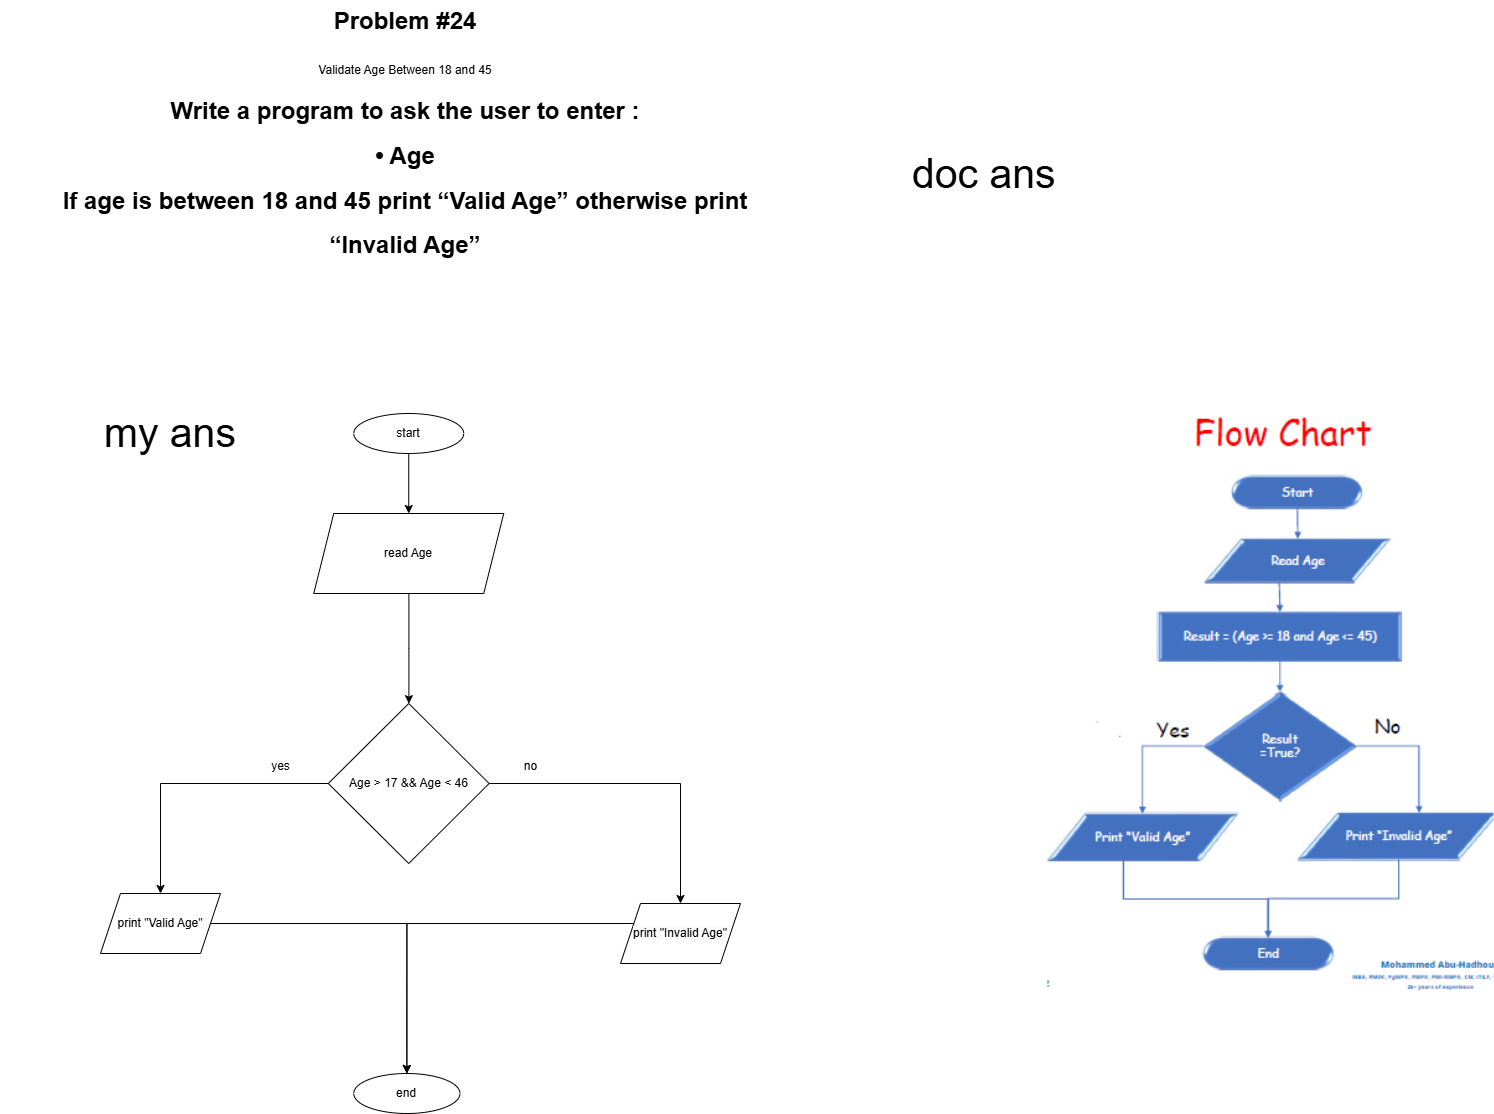 Problem #24
Validate Age Between 18 and 45
Write a program to ask the user to enter :
• Age
If age is between 18 and 45 print “Valid Age” otherwise print
“Invalid Age”
doc ans
my ans
start
read Age
Age > 17 && Age < 46
yes
no
print "Valid Age"
print "Invalid Age"
end
Flow Chart
Start
Read Age
Result = (Age >= 18 and Age <= 45)
Result
=True?
Yes
No
Print "Valid Age"
Print "Invalid Age"
End
Mohammed Abu-Hadhou
26+ years of experience